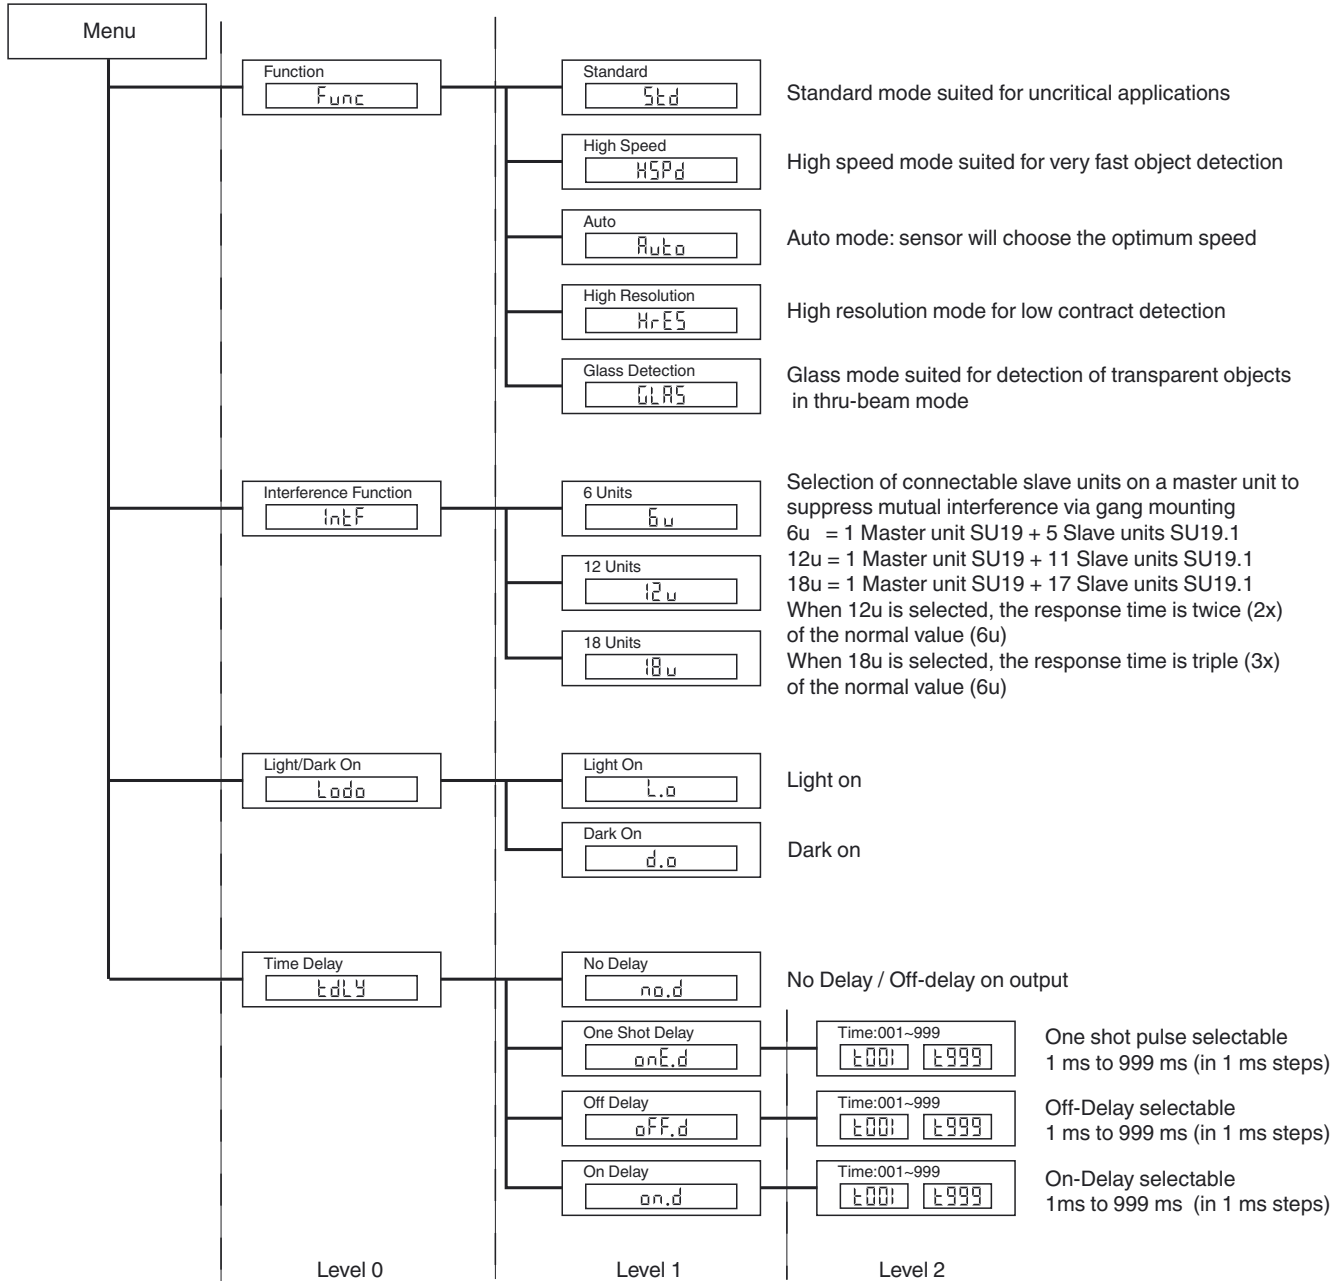 Menu
Function
Func
Standard
Std
Standard mode suited for uncritical applications
High Speed
HSPd
High speed mode suited for very fast object detection
Auto
Auto
Auto mode: sensor will choose the optimum speed
High Resolution
HrES
High resolution mode for low contract detection
Glass Detection
GLAS
Glass mode suited for detection of transparent objects
in thru-beam mode
Interference Function
IntF
6 Units
6u
12 Units
12u
18 Units
18u
Selection of connectable slave units on a master unit to
suppress mutual interference via gang mounting
6u = 1 Master unit SU19 + 5 Slave units SU19.1
12u = 1 Master unit SU19 + 11 Slave units SU19.1
18u = 1 Master unit SU19 + 17 Slave units SU19.1
When 12u is selected, the response time is twice (2x)
of the normal value (6u)
When 18u is selected, the response time is triple (3x)
of the normal value (6u)
Light/Dark On
Lodo
Light On
L.o
Light on
Dark On
d.o
Dark on
Time Delay
tdLY
No Delay
no.d
No Delay / Off-delay on output
One Shot Delay
onE.d
Time:001~999
t001 t999
One shot pulse selectable
1 ms to 999 ms (in 1 ms steps)
Off Delay
oFF.d
Time:001~999
t001 t999
Off-Delay selectable
1 ms to 999 ms (in 1 ms steps)
On Delay
on.d
Time:001~999
t001 t999
On-Delay selectable
1ms to 999 ms (in 1 ms steps)
Level 0 Level 1 Level 2